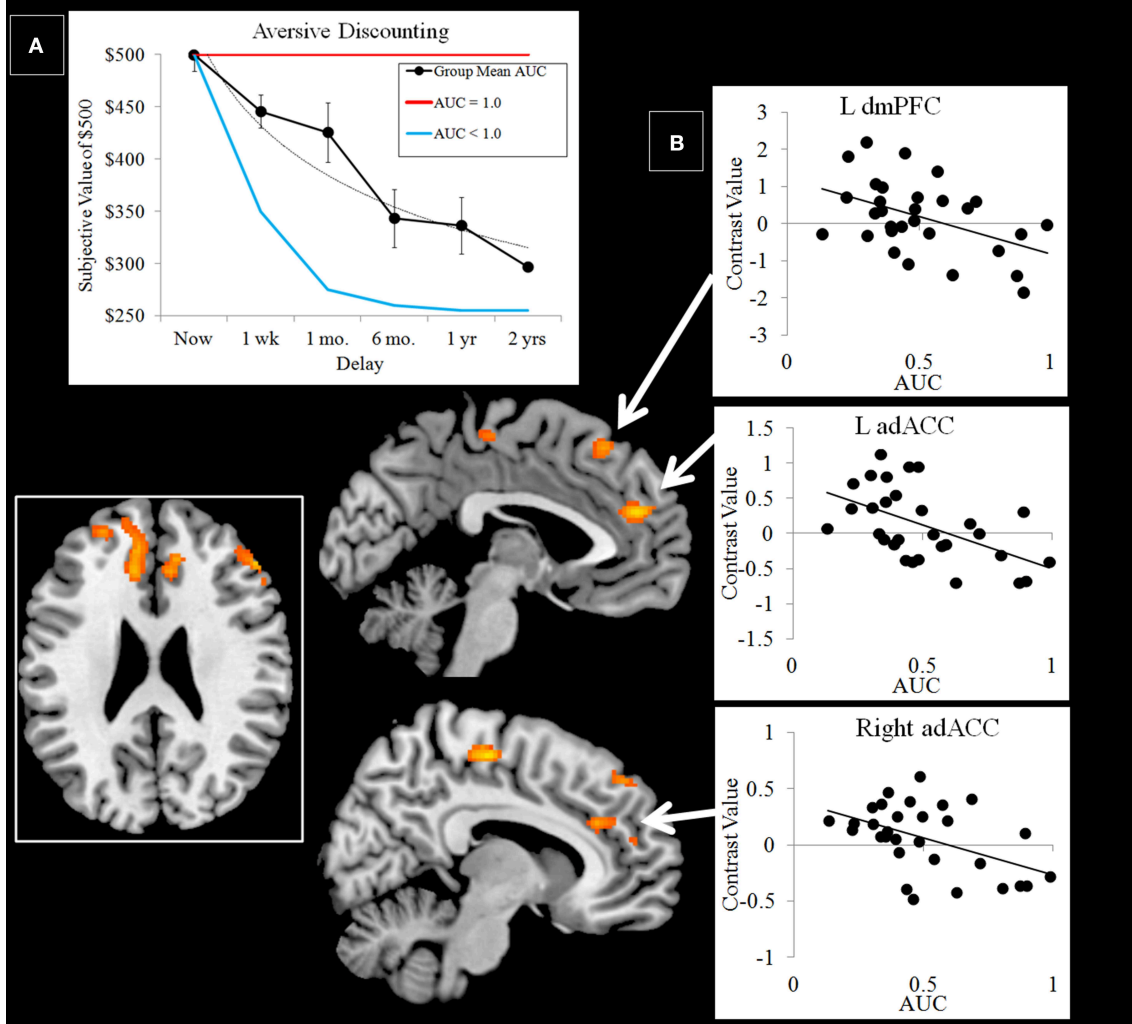 A
Aversive Discounting
Subjective Value of $500
$500
$450
$400
$350
$300
$250
Group Mean AUC
AUC = 1.0
AUC < 1.0
Now 1 wk 1 mo. 6 mo. 1 yr 2 yrs
Delay
B
L dmPFC
Contrast Value
3
2
1
0
-1
-2
-3
0 0.5 1
AUC
L adACC
Contrast Value
1.5
1
0.5
0
-0.5
-1
-1.5
0 0.5 1
AUC
Right adACC
Contrast Value
1
0.5
0
-0.5
-1
0 0.5 1
AUC